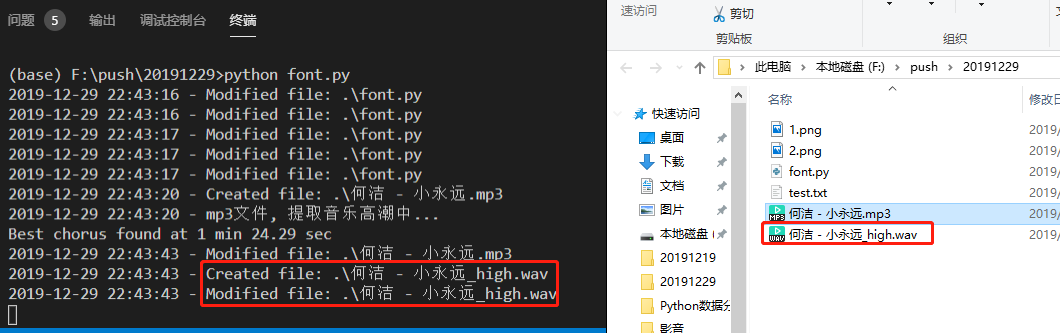 问题 5 输出 调试控制台 终端
(base) F:\push\20191229>python font.py
2019-12-29 22:43:16 - Modified file: .\font.py
2019-12-29 22:43:16 - Modified file: .\font.py
2019-12-29 22:43:17 - Modified file: .\font.py
2019-12-29 22:43:17 - Modified file: .\font.py
2019-12-29 22:43:17 - Modified file: .\font.py
2019-12-29 22:43:20 - Created file: .\何洁 - 小永远.mp3
2019-12-29 22:43:20 - mp3文件, 提取音乐高潮中...
Best chorus found at 1 min 24.29 sec
2019-12-29 22:43:43 - Modified file: .\何洁 - 小永远.mp3
2019-12-29 22:43:43 - Created file: .\何洁 - 小永远_high.wav
2019-12-29 22:43:43 - Modified file: .\何洁 - 小永远_high.wav
速访问
剪切
剪贴板
组织
此电脑 > 本地磁盘 (F:) > push > 20191229
快速访问
桌面
下载
文档
图片
本地磁盘 (
20191219
20191229
Python数据分
影音
名称
修改日
1.png
2019/
2.png
2019/
font.py
2019/
test.txt
2019/
何洁 - 小永远.mp3
2019/
何洁 - 小永远_high.wav
2019/